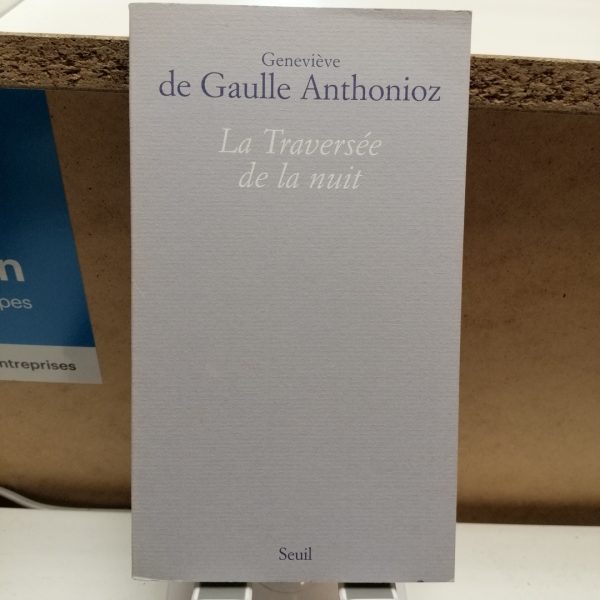 Geneviève
de Gaulle Anthonioz
La Traversée
de la nuit
Seuil
n
pes
ntreprises